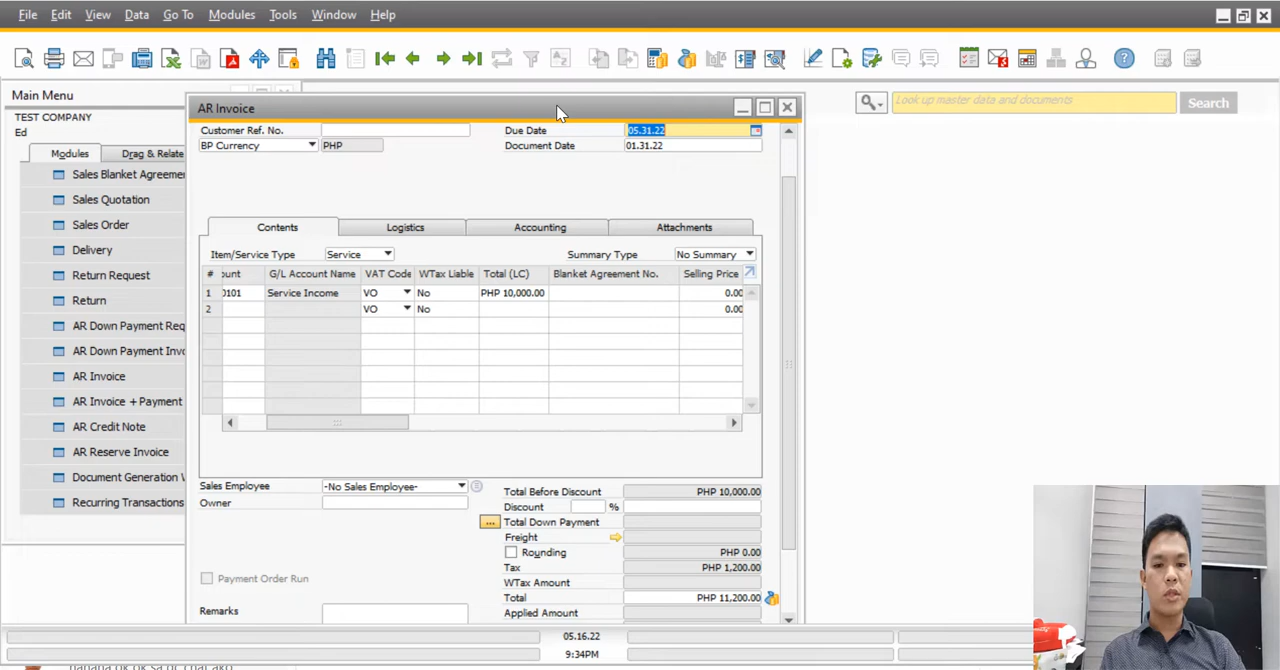 File Edit View Data Go To Modules Tools Window Help
Main Menu
TEST COMPANY
Ed
Modules Drag & Relate
Sales Blanket Agreeme
Sales Quotation
Sales Order
Delivery
Return Request
Return
AR Down Payment Req
AR Down Payment Invo
AR Invoice
AR Invoice + Payment
AR Credit Note
AR Reserve Invoice
Document Generation W
Recurring Transactions
Look up master data and documents Search
AR Invoice
Customer Ref. No. Due Date 05.31.22
BP Currency PHP Document Date 01.31.22
Contents Logistics Accounting Attachments
Item/Service Type Service Summary Type No Summary
# ount G/L Account Name VAT Code WTax Liable Total (LC) Blanket Agreement No. Selling Price
1 0101 Service Income VO No PHP 10,000.00 0.00
2 VO No 0.00
Sales Employee -No Sales Employee- Total Before Discount PHP 10,000.00
Owner Discount %
... Total Down Payment
Freight
Rounding PHP 0.00
Tax PHP 1,200.00
Payment Order Run WTax Amount
Total PHP 11,200.00
Remarks Applied Amount
05.16.22
9:34PM